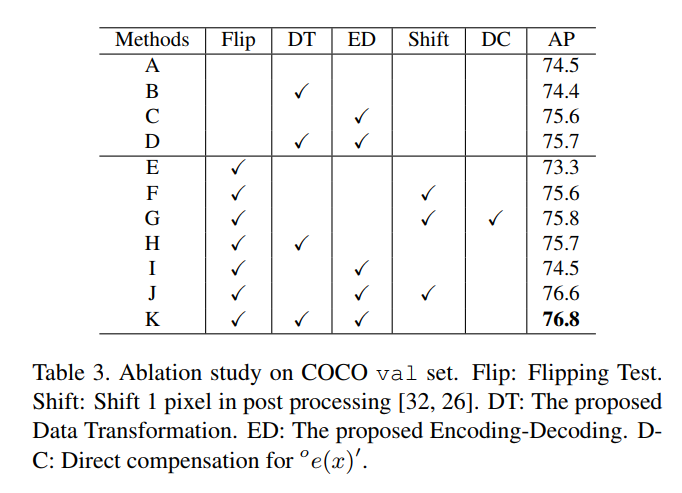 Methods Flip DT ED Shift DC AP
A 74.5
B ✓ 74.4
C ✓ 75.6
D ✓ ✓ 75.7
E ✓ 73.3
F ✓ ✓ 75.6
G ✓ ✓ ✓ 75.8
H ✓ ✓ 75.7
I ✓ ✓ 74.5
J ✓ ✓ ✓ 76.6
K ✓ ✓ ✓ 76.8
Table 3. Ablation study on COCO val set. Flip: Flipping Test.
Shift: Shift 1 pixel in post processing [32, 26]. DT: The proposed
Data Transformation. ED: The proposed Encoding-Decoding. D-
C: Direct compensation for ᵒe(x)′.